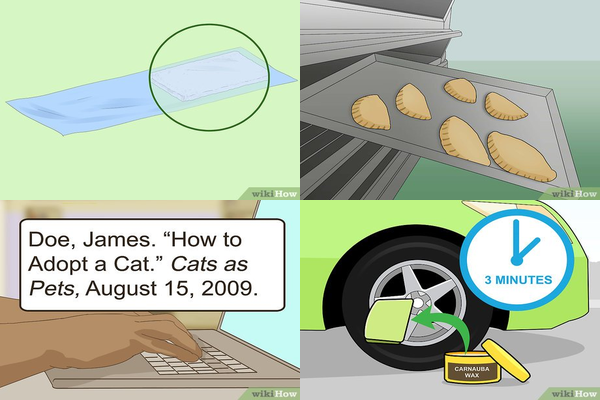 wikiHow
wikiHow
Doe, James. “How to
Adopt a Cat.” Cats as
Pets, August 15, 2009.
wikiHow
3 MINUTES
CARNAUBA
WAX
wikiHow